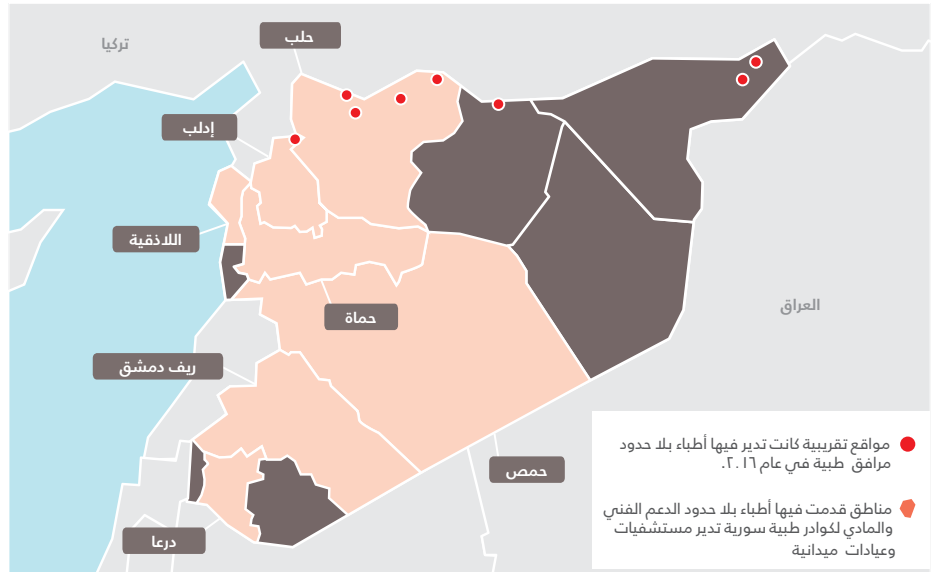 تركيا
حلب
إدلب
اللاذقية
حماة
العراق
ريف دمشق
حمص
درعا
مواقع تقريبية كانت تدير فيها أطباء بلا حدود
مرافق طبية في عام ٢٠١٦.
مناطق قدمت فيها أطباء بلا حدود الدعم الفني
والمادي لكوادر طبية سورية تدير مستشفيات
وعيادات ميدانية